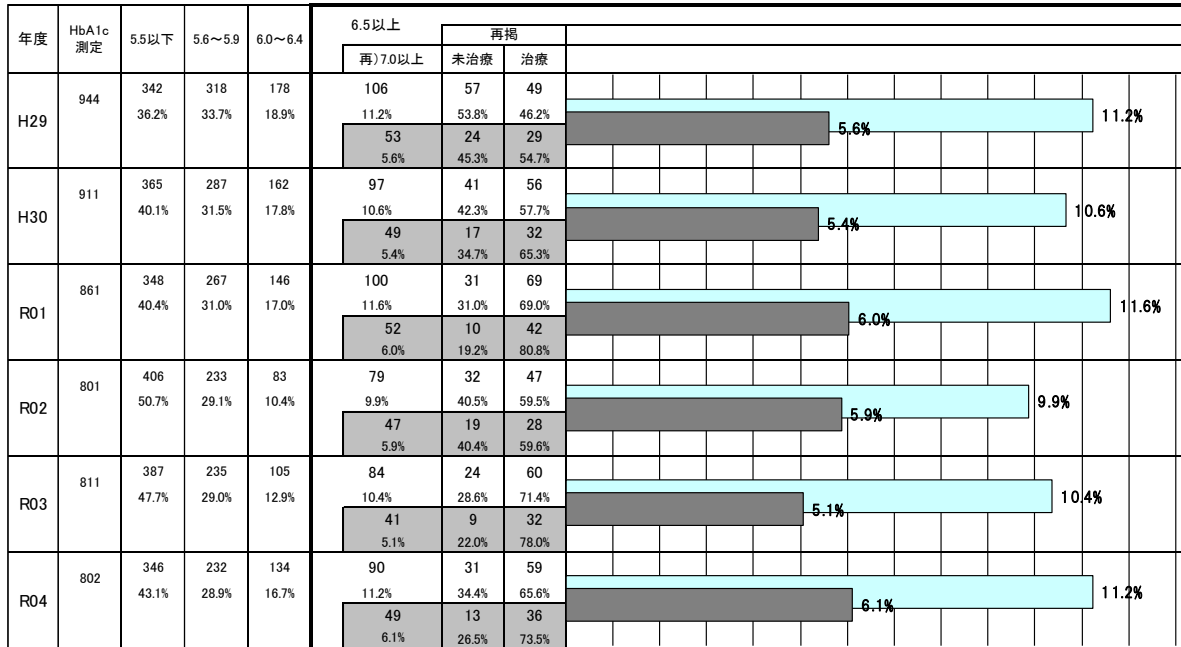 年度 HbA1c測定 5.5以下 5.6～5.9 6.0～6.4 6.5以上 再掲
再)7.0以上 未治療 治療
H29 944 342 318 178 106 57 49
36.2% 33.7% 18.9% 11.2% 53.8% 46.2% 11.2%
53 24 29 5.6%
5.6% 45.3% 54.7%
H30 911 365 287 162 97 41 56
40.1% 31.5% 17.8% 10.6% 42.3% 57.7% 10.6%
49 17 32 5.4%
5.4% 34.7% 65.3%
R01 861 348 267 146 100 31 69
40.4% 31.0% 17.0% 11.6% 31.0% 69.0% 11.6%
52 10 42 6.0%
6.0% 19.2% 80.8%
R02 801 406 233 83 79 32 47
50.7% 29.1% 10.4% 9.9% 40.5% 59.5% 9.9%
47 19 28 5.9%
5.9% 40.4% 59.6%
R03 811 387 235 105 84 24 60
47.7% 29.0% 12.9% 10.4% 28.6% 71.4% 10.4%
41 9 32 5.1%
5.1% 22.0% 78.0%
R04 802 346 232 134 90 31 59
43.1% 28.9% 16.7% 11.2% 34.4% 65.6% 11.2%
49 13 36 6.1%
6.1% 26.5% 73.5%